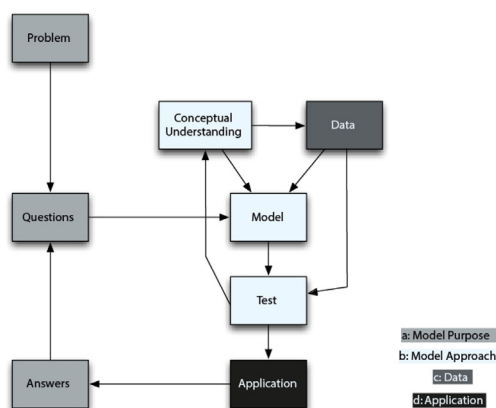 Problem
Conceptual
Understanding
Data
Questions
Model
Test
Answers
Application
a: Model Purpose
b: Model Approach
c: Data
d: Application